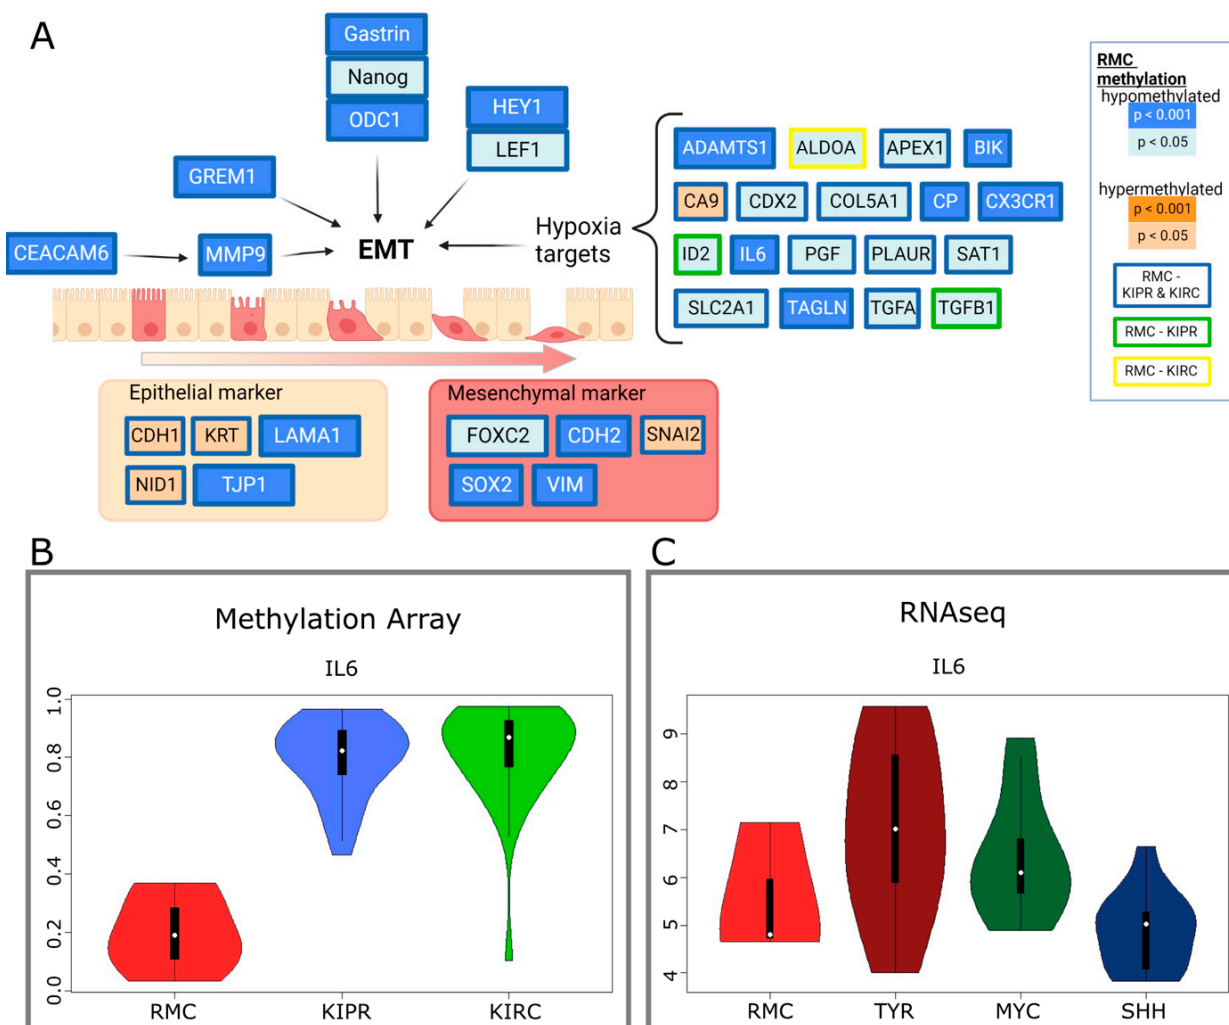 A
Gastrin
Nanog
ODC1
HEY1
LEF1
GREM1
CEACAM6
MMP9
EMT
Hypoxia
targets
ADAMTS1 ALDOA APEX1 BIK
CA9 CDX2 COL5A1 CP CX3CR1
ID2 IL6 PGF PLAUR SAT1
SLC2A1 TAGLN TGFA TGFB1
RMC
methylation
hypomethylated
p < 0.001
p < 0.05
hypermethylated
p < 0.001
p < 0.05
RMC -
KIPR & KIRC
RMC - KIPR
RMC - KIRC
Epithelial marker
CDH1 KRT LAMA1
NID1 TJP1
Mesenchymal marker
FOXC2 CDH2 SNAI2
SOX2 VIM
B
Methylation Array
IL6
1.0
0.8
0.6
0.4
0.2
0.0
RMC KIPR KIRC
C
RNAseq
IL6
9
8
7
6
5
4
RMC TYR MYC SHH